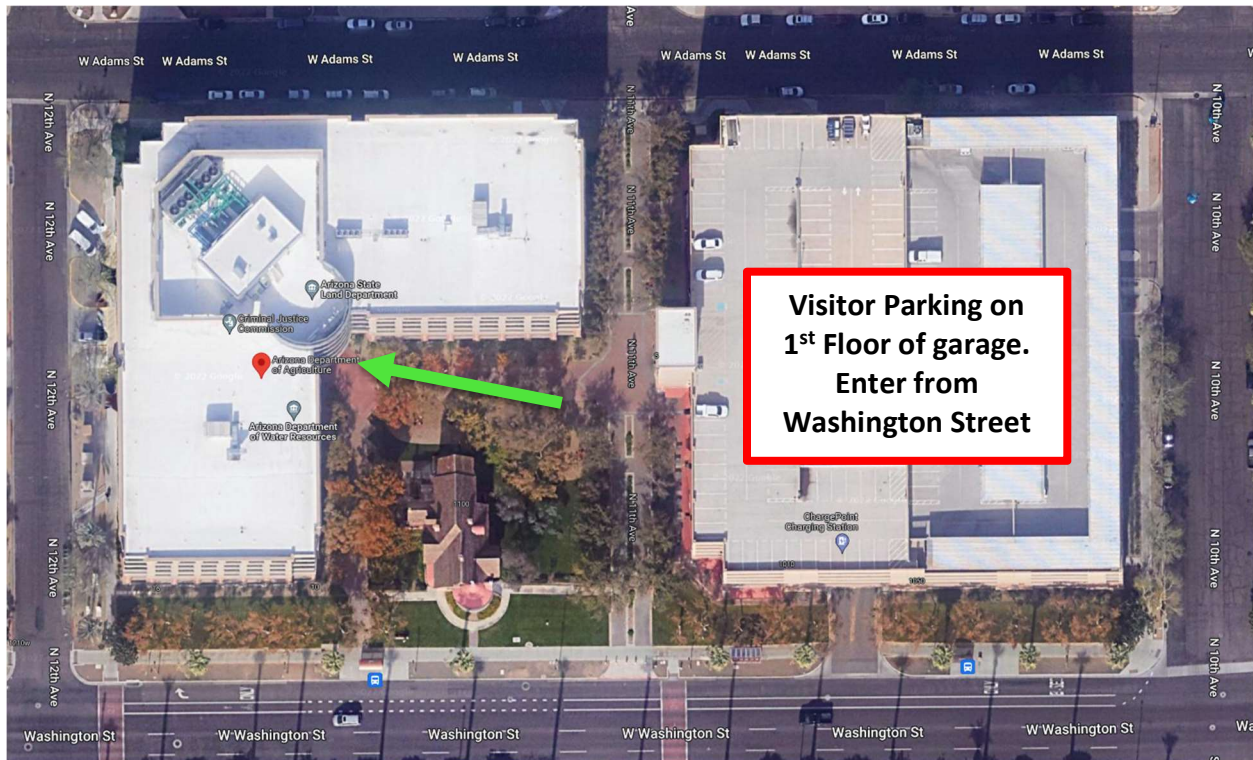 W Adams St W Adams St W Adams St W Adams St W Adams St W Adams St W Adams St W Adams St
Ave
N 12th Ave
N 12th Ave
N 12th Ave
N 12th Ave
N 12th Ave
N 11th Ave
N 11th Ave
N 11th Ave
N 11th Ave
N 10th Ave
N 10th Ave
N 10th Ave
N 10th Ave
N 10th Ave
Arizona State
Land Department
Criminal Justice
Commission
Arizona Department
of Agriculture
Arizona Department
of Water Resources
1100
Visitor Parking on
1st Floor of garage.
Enter from
Washington Street
ChargePoint
Charging Station
1010
1050
Washington St W Washington St Washington St W Washington St Washington St W Washington St